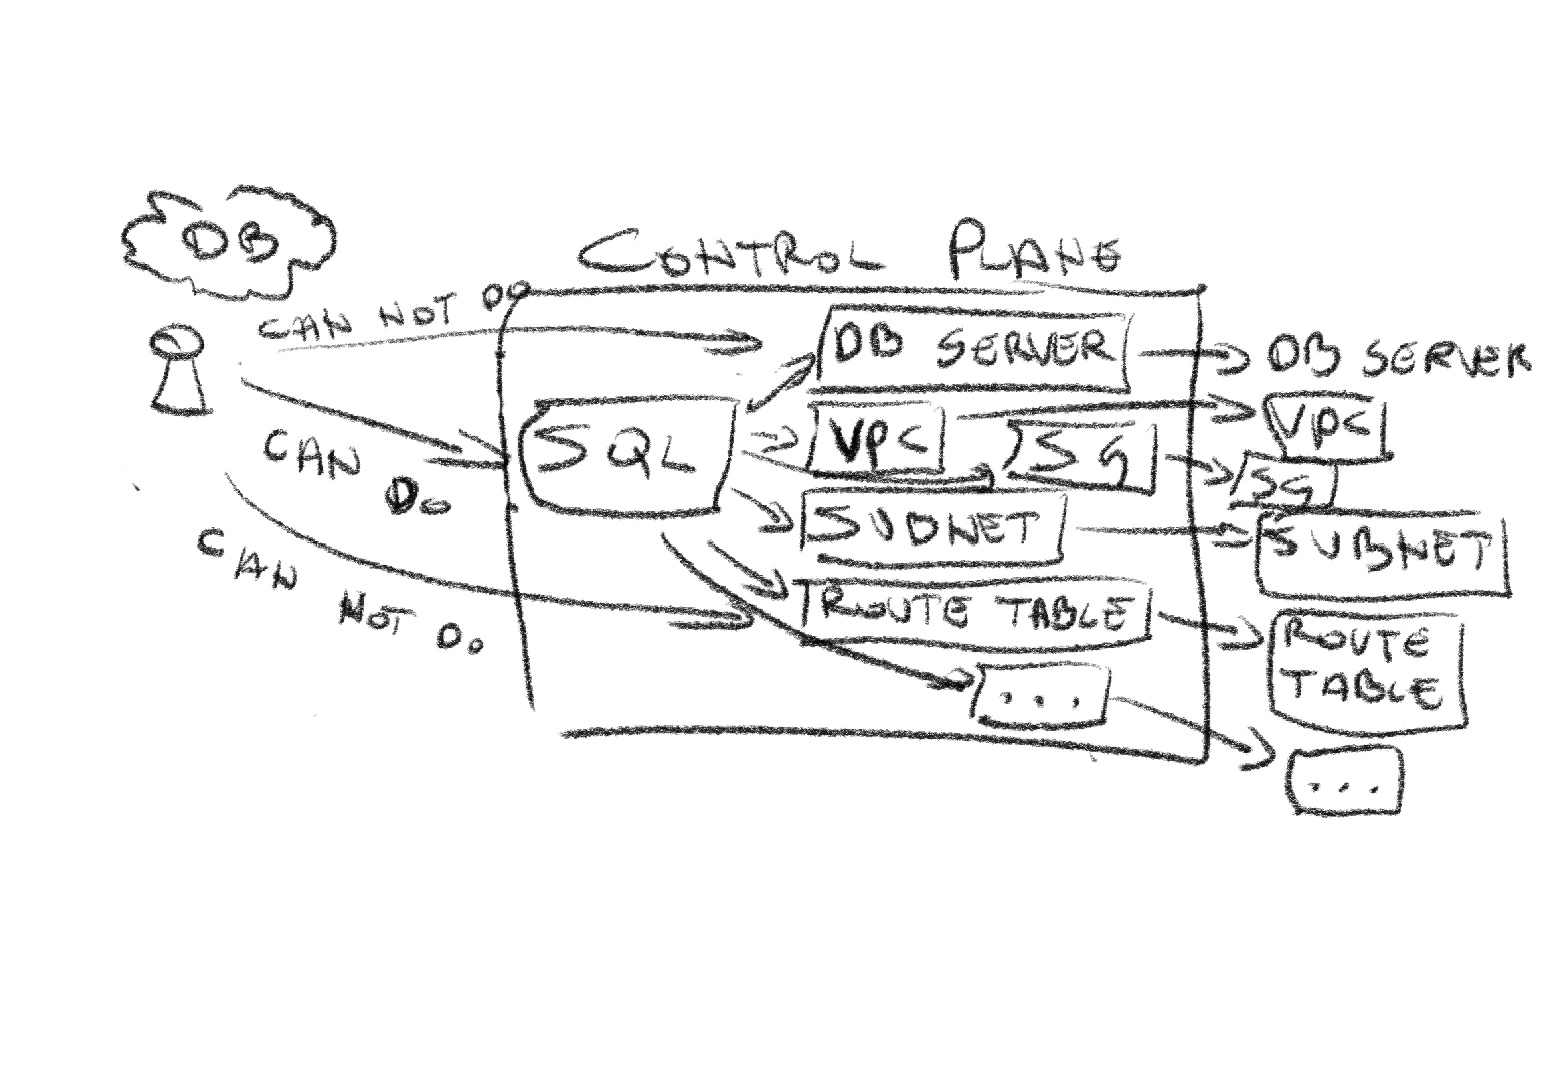 DB
CONTROL PLANE
CAN NOT DO
DB SERVER
DB SERVER
CAN DO
SQL
VPC
SG
VPC
SG
SUDNET
SUBNET
CAN NOT DO
ROUTE TABLE
ROUTE
TABLE
...
...